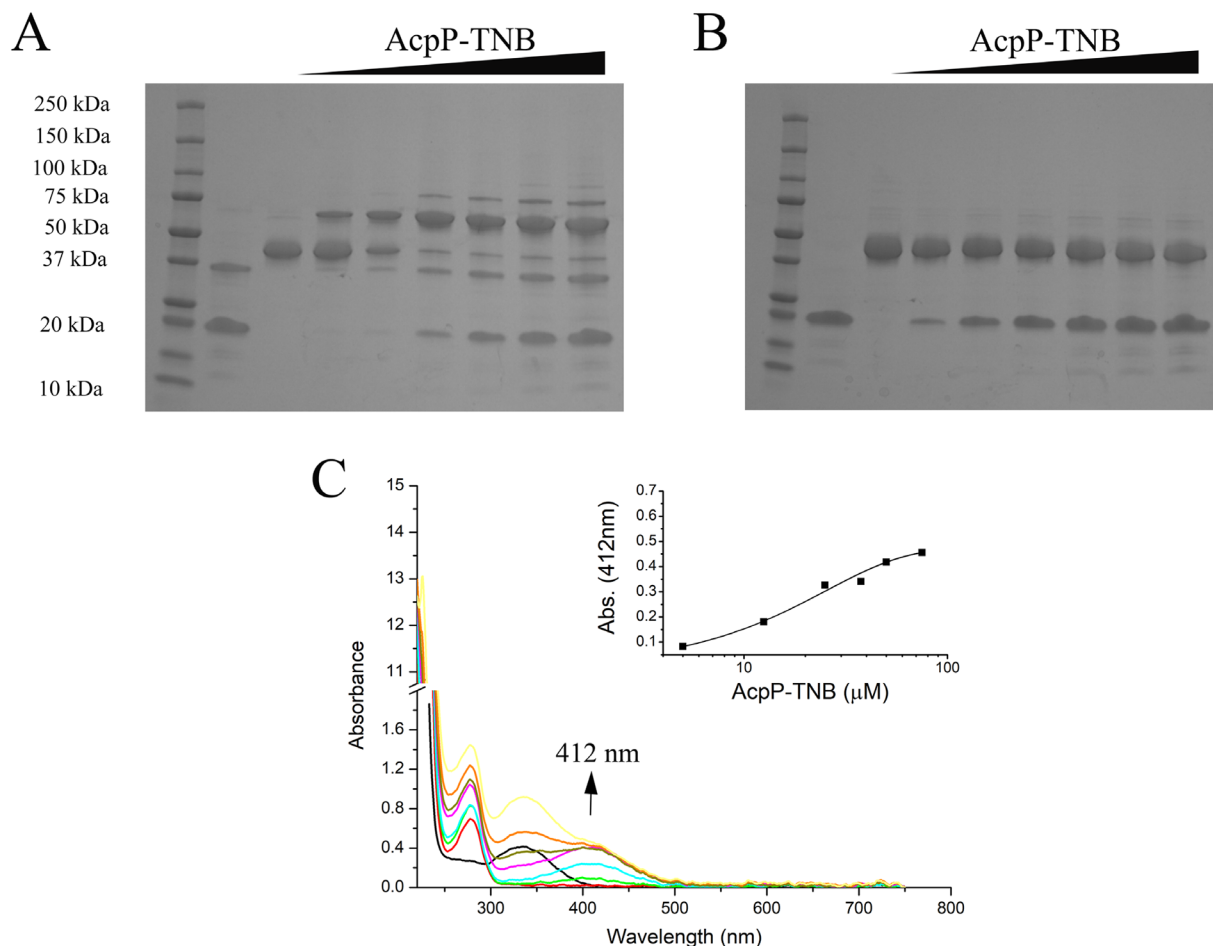 A
AcpP-TNB
B
AcpP-TNB
250 kDa
150 kDa
100 kDa
75 kDa
50 kDa
37 kDa
20 kDa
10 kDa
C
15
14
13
12
11
1.6
1.2
0.8
0.4
0.0
Absorbance
300
400
500
600
700
800
Wavelength (nm)
412 nm
0.7
0.6
0.5
0.4
0.3
0.2
0.1
Abs. (412nm)
10
100
AcpP-TNB (μM)